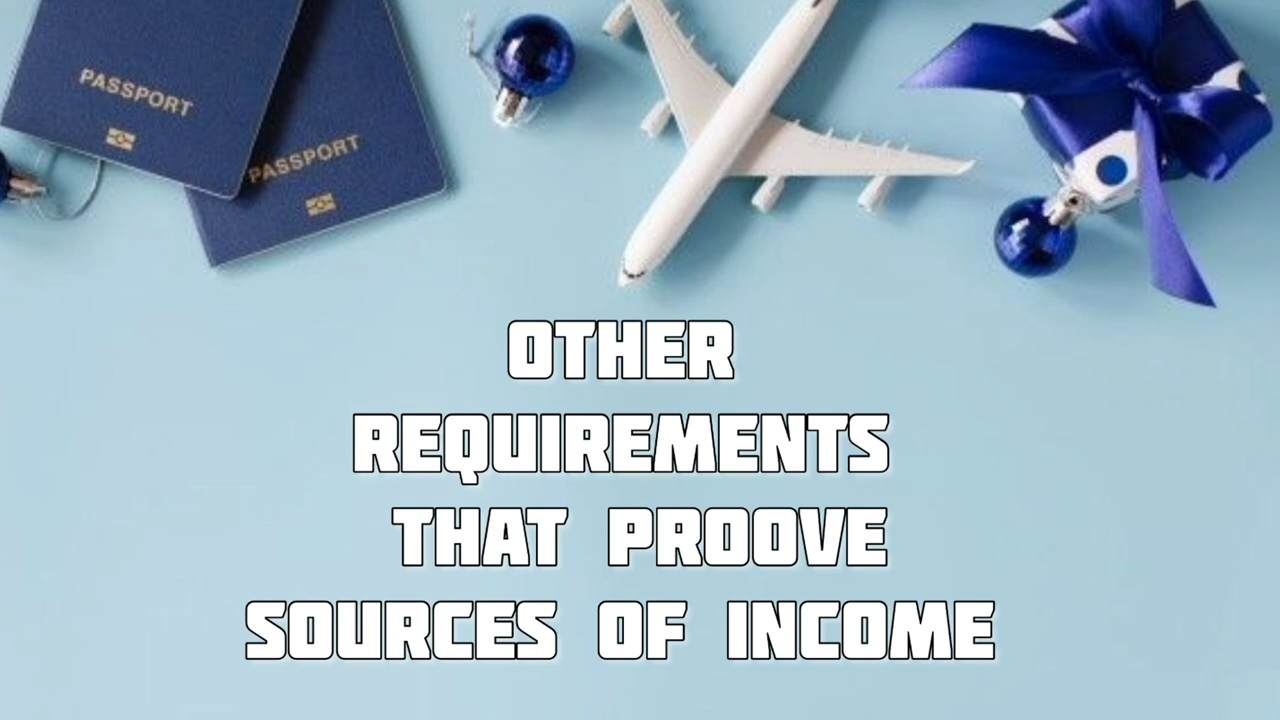 PASSPORT
PASSPORT
OTHER
REQUIREMENTS
THAT PROOVE
SOURCES OF INCOME